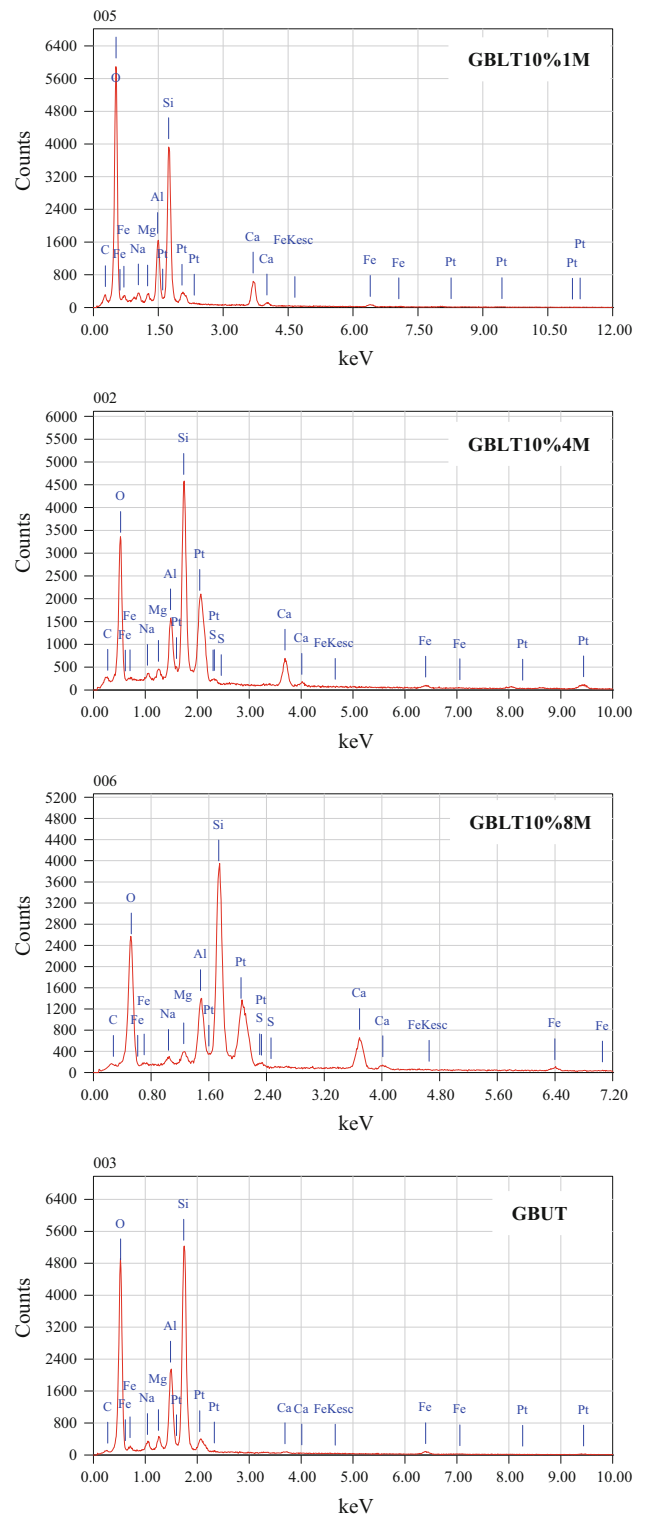 005
GBLT10%1M
Counts
6400
5600
4800
4000
3200
2400
1600
800
0
O
Si
Al
Fe
Mg
Na
C
Fe
Pt
Pt
Pt
Ca
Ca
FeKesc
Fe
Fe
Pt
Pt
Pt
Pt
0.00 1.50 3.00 4.50 6.00 7.50 9.00 10.50 12.00
keV
002
GBLT10%4M
Counts
6000
5500
5000
4500
4000
3500
3000
2500
2000
1500
1000
500
0
Si
O
Pt
Al
Fe
Mg
Pt
Pt
C
Fe
Na
S
S
Ca
Ca
FeKesc
Fe
Fe
Pt
Pt
0.00 1.00 2.00 3.00 4.00 5.00 6.00 7.00 8.00 9.00 10.00
keV
006
GBLT10%8M
Counts
5200
4800
4400
4000
3600
3200
2800
2400
2000
1600
1200
800
400
0
Si
O
Al
Pt
Fe
Mg
Pt
Pt
C
Fe
Na
S
S
Ca
Ca
FeKesc
Fe
Fe
0.00 0.80 1.60 2.40 3.20 4.00 4.80 5.60 6.40 7.20
keV
003
GBUT
Counts
6400
5600
4800
4000
3200
2400
1600
800
0
Si
O
Al
Fe
Mg
Pt
Pt
C
Fe
Na
Pt
Ca
Ca
FeKesc
Fe
Fe
Pt
Pt
0.00 1.00 2.00 3.00 4.00 5.00 6.00 7.00 8.00 9.00 10.00
keV